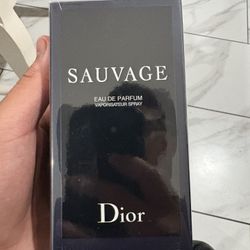 SAUVAGE
EAU DE PARFUM
VAPORISATEUR SPRAY
Dior